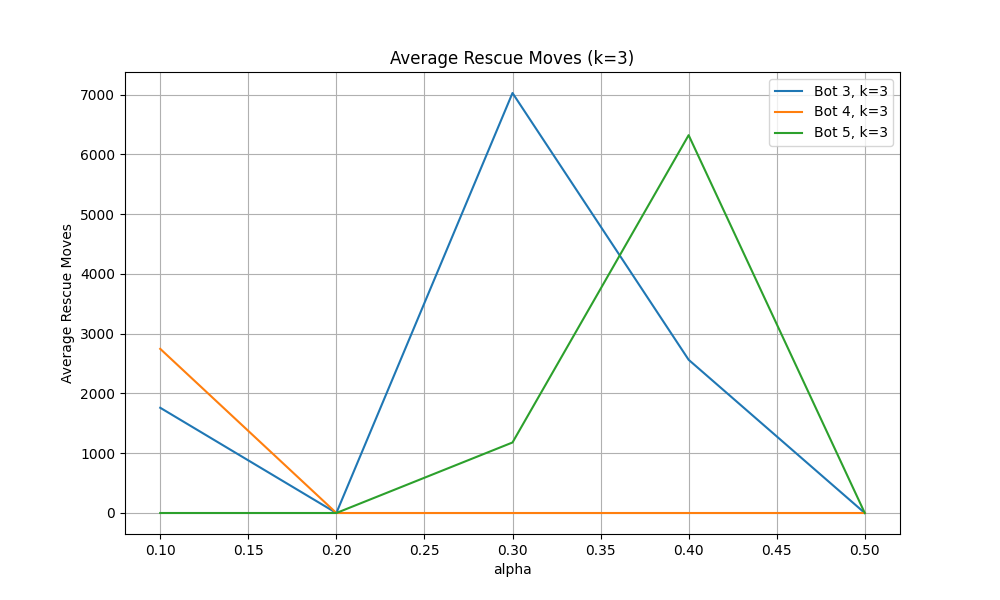 Average Rescue Moves (k=3)
Bot 3, k=3
Bot 4, k=3
Bot 5, k=3
Average Rescue Moves
7000
6000
5000
4000
3000
2000
1000
0
0.10 0.15 0.20 0.25 0.30 0.35 0.40 0.45 0.50
alpha